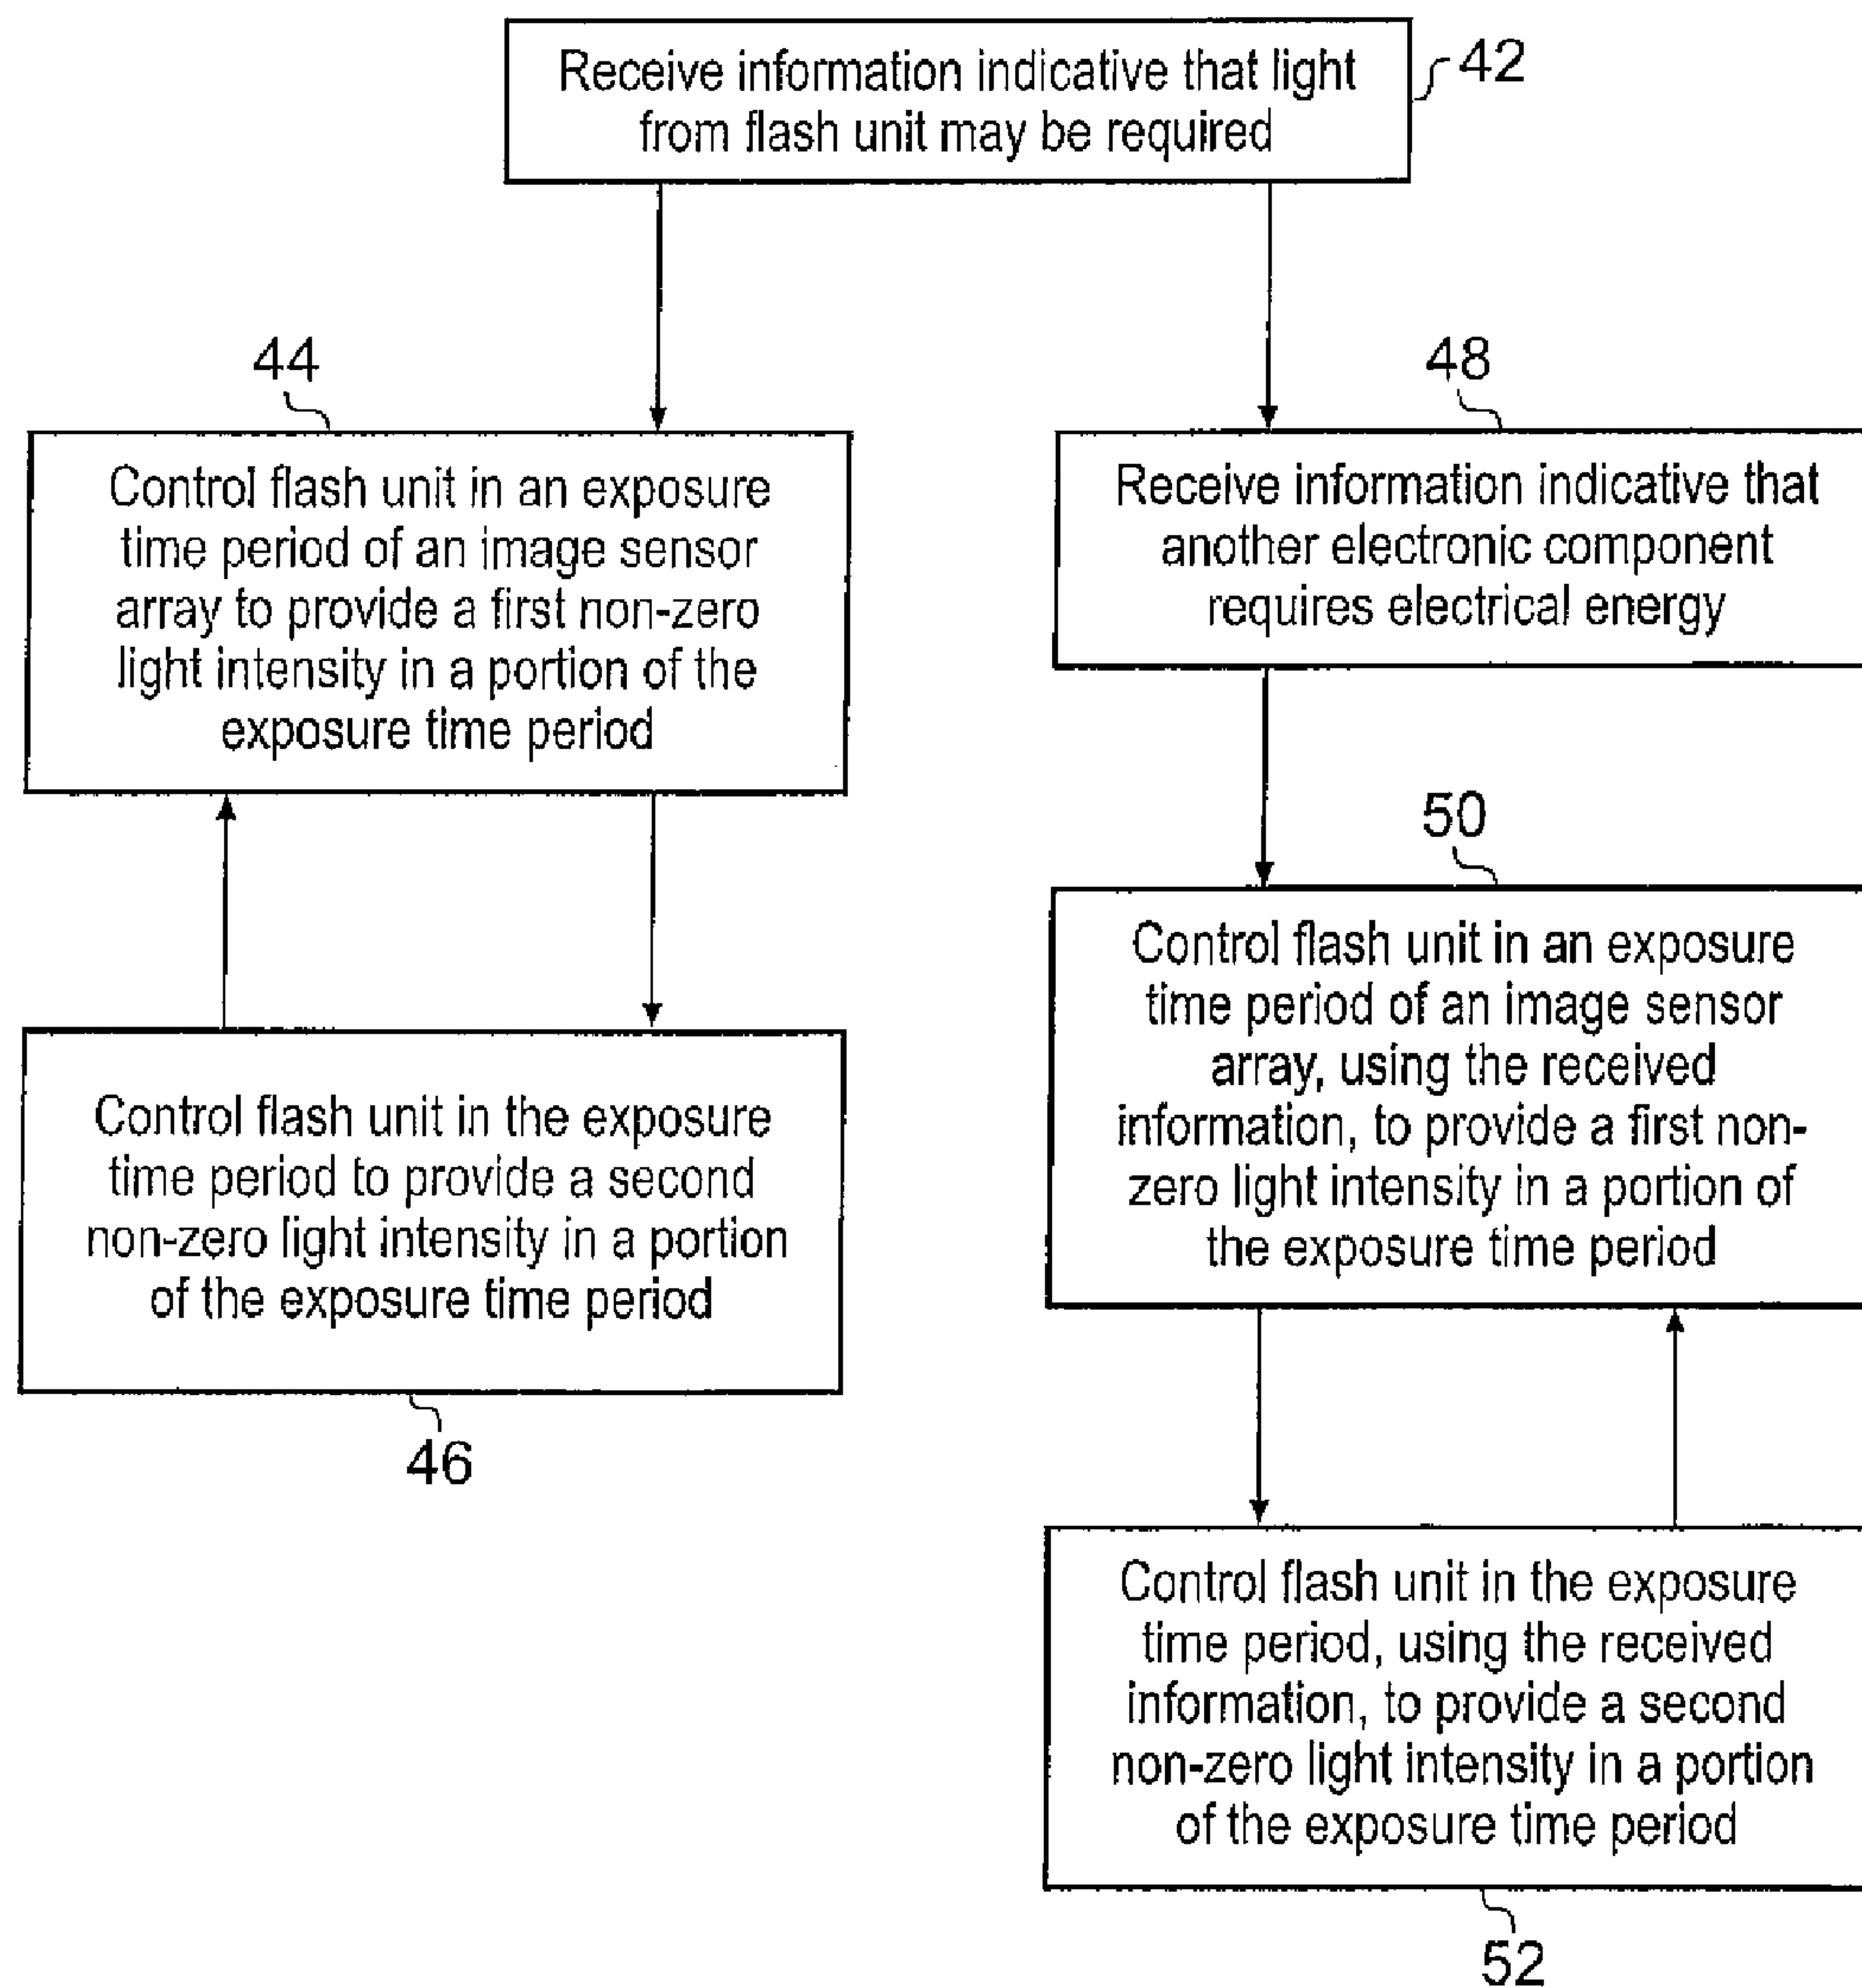 Receive information indicative that light
from flash unit may be required
42
44
Control flash unit in an exposure
time period of an image sensor
array to provide a first non-zero
light intensity in a portion of the
exposure time period
Control flash unit in the exposure
time period to provide a second
non-zero light intensity in a portion
of the exposure time period
46
48
Receive information indicative that
another electronic component
requires electrical energy
50
Control flash unit in an exposure
time period of an image sensor
array, using the received
information, to provide a first non-
zero light intensity in a portion of
the exposure time period
Control flash unit in the exposure
time period, using the received
information, to provide a second
non-zero light intensity in a portion
of the exposure time period
52